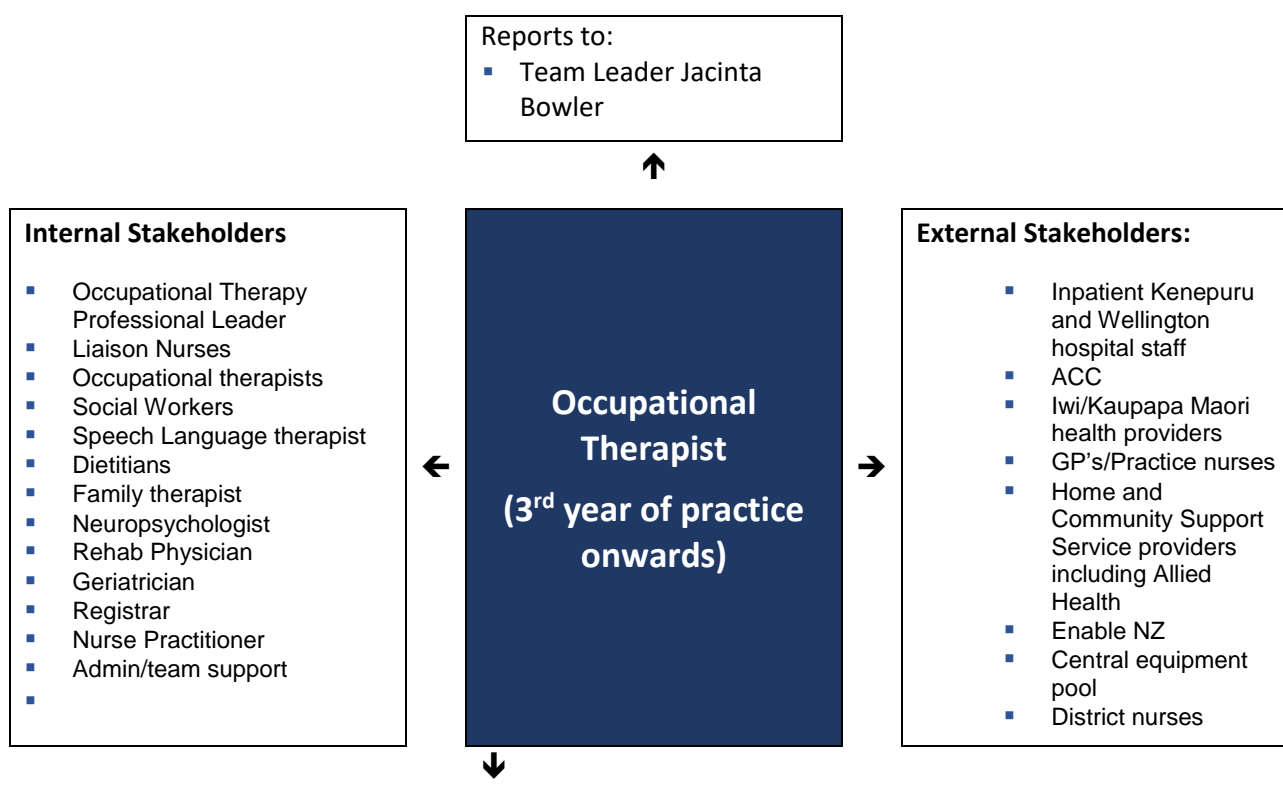 Reports to:
▪ Team Leader Jacinta
Bowler
🡹
Internal Stakeholders
▪ Occupational Therapy
Professional Leader
▪ Liaison Nurses
▪ Occupational therapists
▪ Social Workers
▪ Speech Language therapist
▪ Dietitians
▪ Family therapist
▪ Neuropsychologist
▪ Rehab Physician
▪ Geriatrician
▪ Registrar
▪ Nurse Practitioner
▪ Admin/team support
▪
🡸
Occupational
Therapist
(3rd year of practice
onwards)
🡺
External Stakeholders:
▪ Inpatient Kenepuru
and Wellington
hospital staff
▪ ACC
▪ Iwi/Kaupapa Maori
health providers
▪ GP's/Practice nurses
▪ Home and
Community Support
Service providers
including Allied
Health
▪ Enable NZ
▪ Central equipment
pool
▪ District nurses
🡻